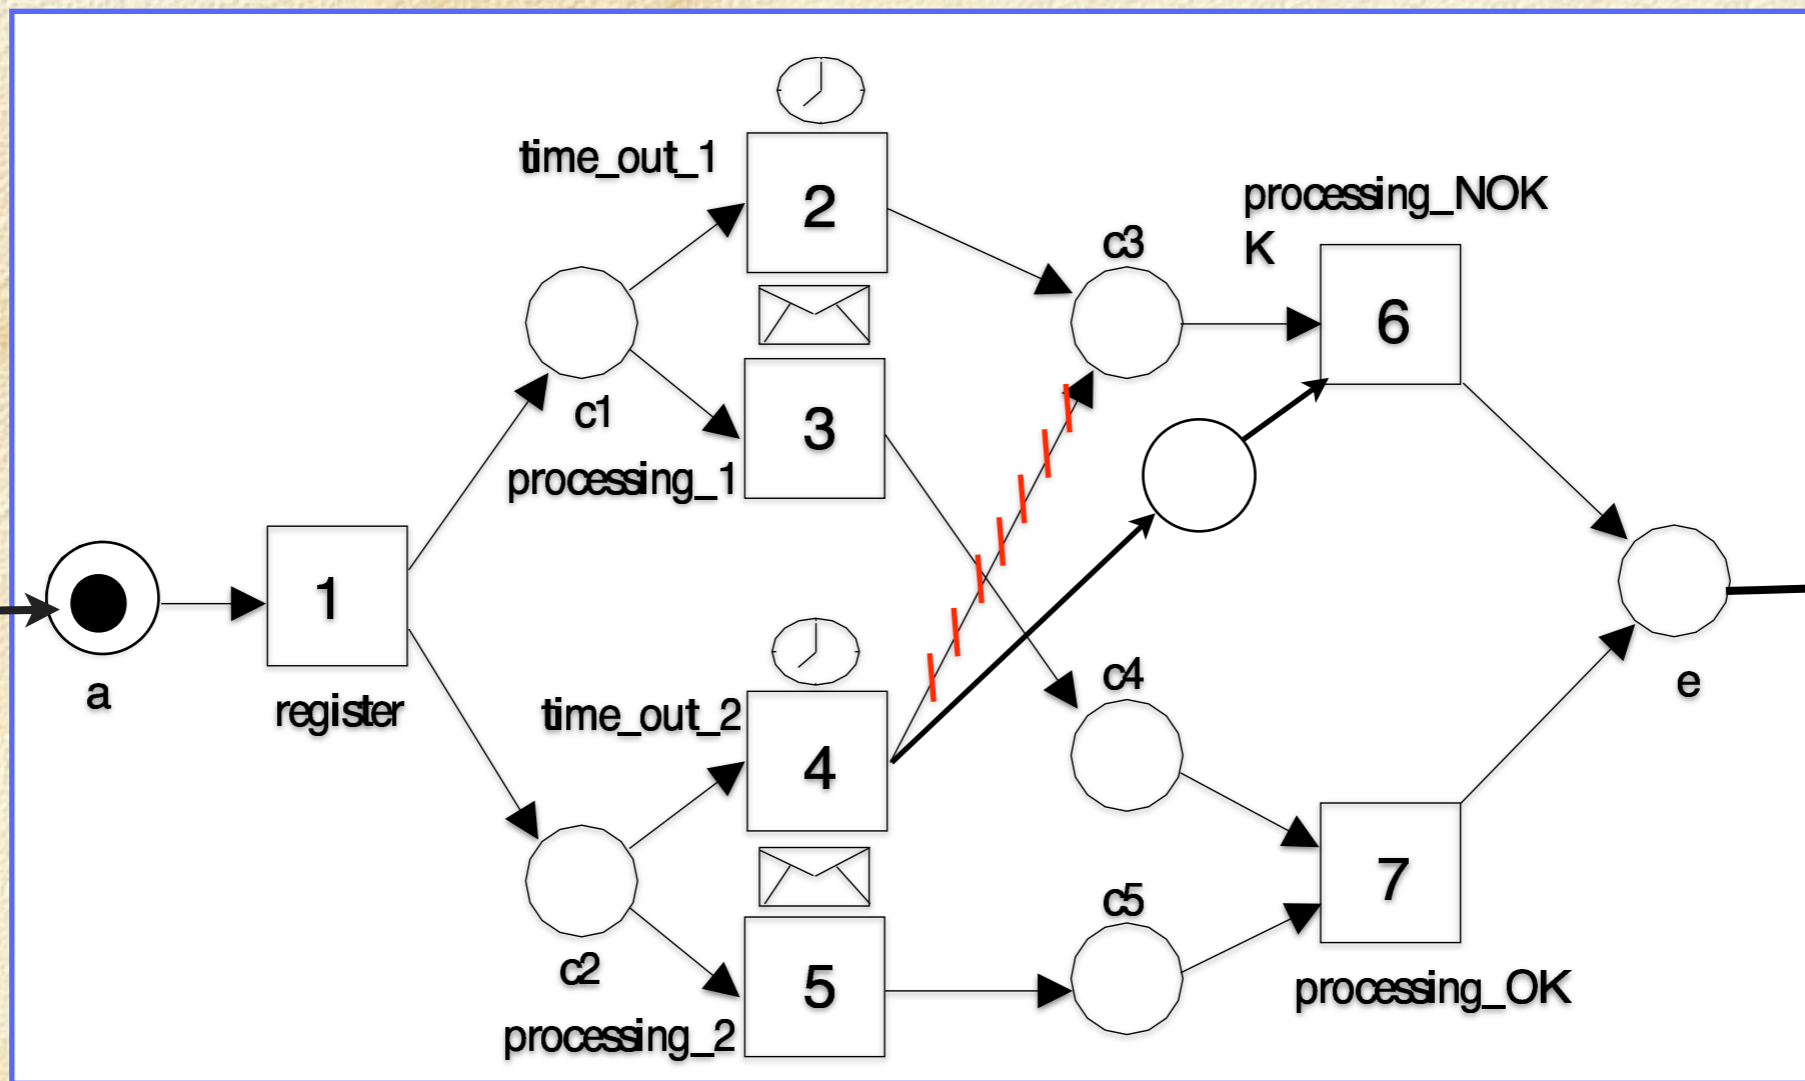 time_out_1
2
processing_NOK
K
c3
6
c1
3
processing_1
a
1
register
time_out_2
4
c4
e
c2
5
processing_2
c5
7
processing_OK